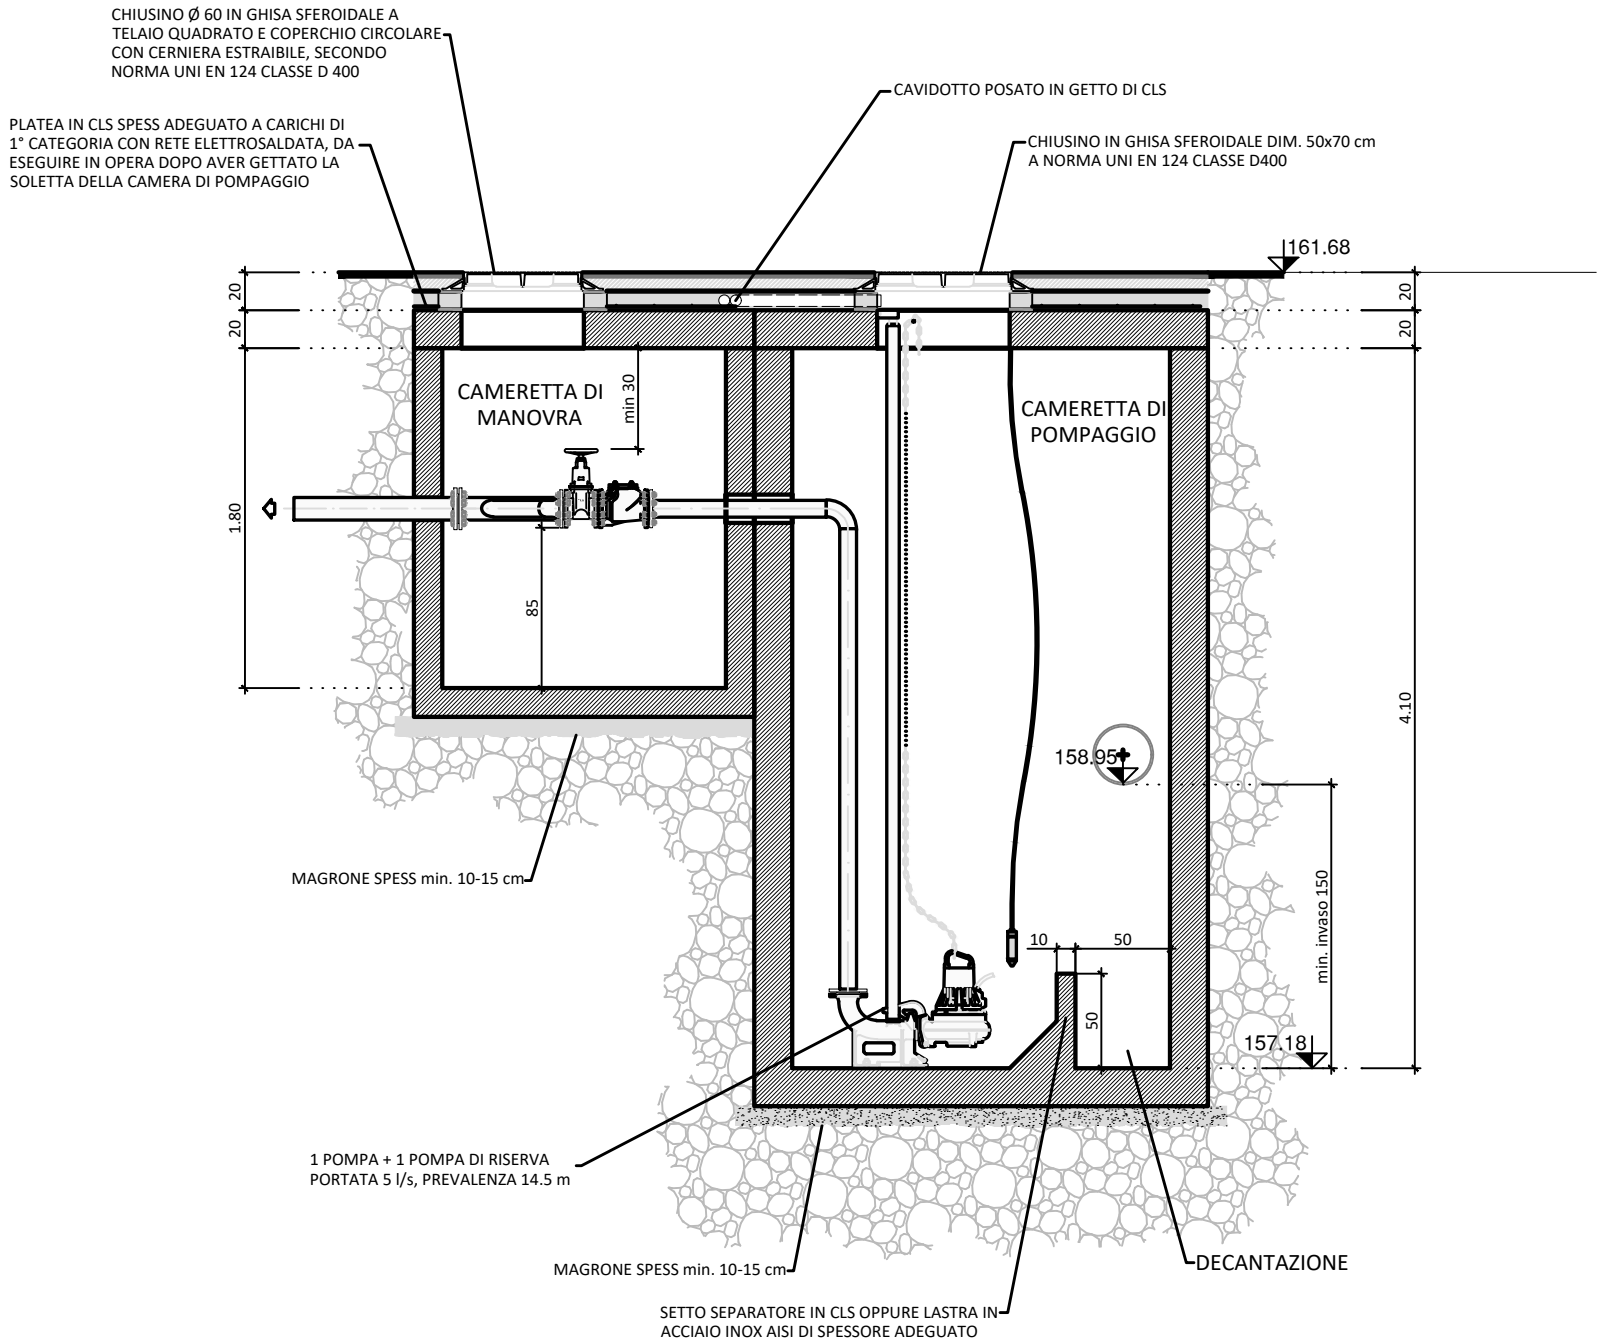 CHIUSINO Ø 60 IN GHISA SFEROIDALE A
TELAIO QUADRATO E COPERCHIO CIRCOLARE
CON CERNIERA ESTRAIBILE, SECONDO
NORMA UNI EN 124 CLASSE D 400
CAVIDOTTO POSATO IN GETTO DI CLS
PLATEA IN CLS SPESS ADEGUATO A CARICHI DI
1° CATEGORIA CON RETE ELETTROSALDATA, DA
ESEGUIRE IN OPERA DOPO AVER GETTATO LA
SOLETTA DELLA CAMERA DI POMPAGGIO
CHIUSINO IN GHISA SFEROIDALE DIM. 50x70 cm
A NORMA UNI EN 124 CLASSE D400
161.68
20
20
20
20
CAMERETTA DI
MANOVRA
min 30
CAMERETTA DI
POMPAGGIO
1.80
85
4.10
158.95
MAGRONE SPESS min. 10-15 cm
min. invaso 150
10
50
50
157.18
1 POMPA + 1 POMPA DI RISERVA
PORTATA 5 l/s, PREVALENZA 14.5 m
MAGRONE SPESS min. 10-15 cm
DECANTAZIONE
SETTO SEPARATORE IN CLS OPPURE LASTRA IN
ACCIAIO INOX AISI DI SPESSORE ADEGUATO